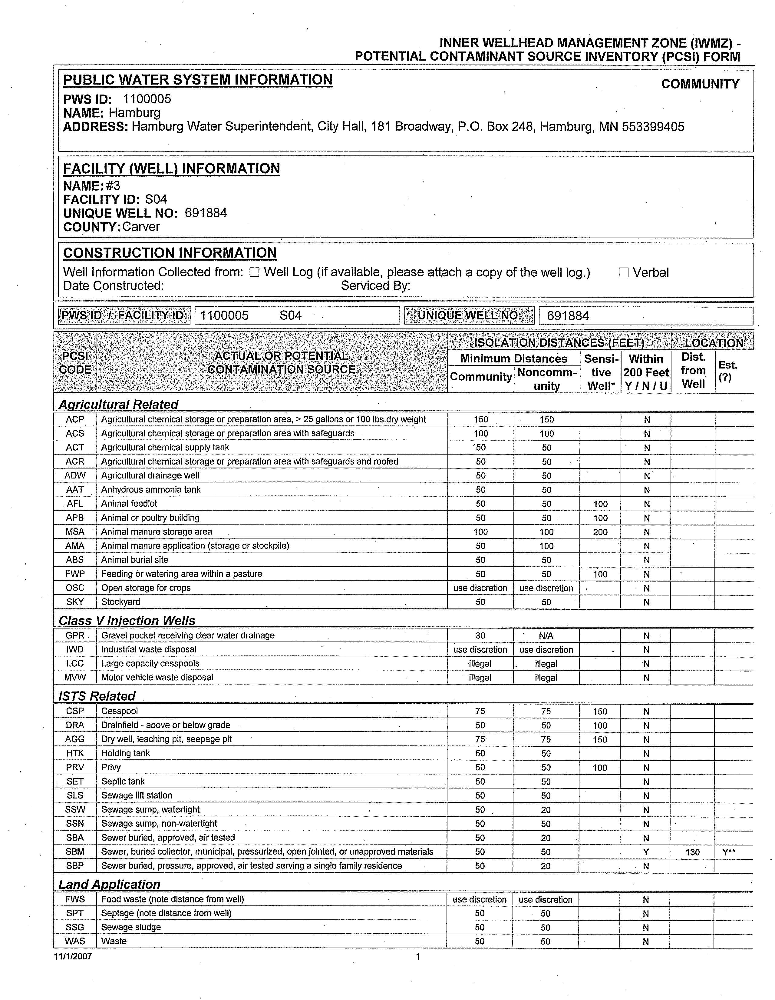 INNER WELLHEAD MANAGEMENT ZONE (IWMZ) -
POTENTIAL CONTAMINANT SOURCE INVENTORY (PCSI) FORM
PUBLIC WATER SYSTEM INFORMATION COMMUNITY
PWS ID: 1100005
NAME: Hamburg
ADDRESS: Hamburg Water Superintendent, City Hall, 181 Broadway, P.O. Box 248, Hamburg, MN 553399405
FACILITY (WELL) INFORMATION
NAME: #3
FACILITY ID: S04
UNIQUE WELL NO: 691884
COUNTY: Carver
CONSTRUCTION INFORMATION
Well Information Collected from: ☐ Well Log (if available, please attach a copy of the well log.) ☐ Verbal
Date Constructed: Serviced By:
PWS ID / FACILITY ID: 1100005 S04 UNIQUE WELL NO: 691884
PCSI CODE ACTUAL OR POTENTIAL CONTAMINATION SOURCE ISOLATION DISTANCES (FEET) LOCATION
Minimum Distances Sensi-tive Well* Within 200 Feet Y / N / U Dist. from Well Est. (?)
Community Noncomm-unity
Agricultural Related
ACP Agricultural chemical storage or preparation area, > 25 gallons or 100 lbs.dry weight 150 150 N
ACS Agricultural chemical storage or preparation area with safeguards 100 100 N
ACT Agricultural chemical supply tank 50 50 N
ACR Agricultural chemical storage or preparation area with safeguards and roofed 50 50 N
ADW Agricultural drainage well 50 50 N
AAT Anhydrous ammonia tank 50 50 N
AFL Animal feedlot 50 50 100 N
APB Animal or poultry building 50 50 100 N
MSA Animal manure storage area 100 100 200 N
AMA Animal manure application (storage or stockpile) 50 100 N
ABS Animal burial site 50 50 N
FWP Feeding or watering area within a pasture 50 50 100 N
OSC Open storage for crops use discretion use discretion N
SKY Stockyard 50 50 N
Class V Injection Wells
GPR Gravel pocket receiving clear water drainage 30 N/A N
IWD Industrial waste disposal use discretion use discretion N
LCC Large capacity cesspools illegal illegal N
MVW Motor vehicle waste disposal illegal illegal N
ISTS Related
CSP Cesspool 75 75 150 N
DRA Drainfield - above or below grade 50 50 100 N
AGG Dry well, leaching pit, seepage pit 75 75 150 N
HTK Holding tank 50 50 N
PRV Privy 50 50 100 N
SET Septic tank 50 50 N
SLS Sewage lift station 50 50 N
SSW Sewage sump, watertight 50 20 N
SSN Sewage sump, non-watertight 50 50 N
SBA Sewer buried, approved, air tested 50 20 N
SBM Sewer, buried collector, municipal, pressurized, open jointed, or unapproved materials 50 50 Y 130 Y**
SBP Sewer buried, pressure, approved, air tested serving a single family residence 50 20 N
Land Application
FWS Food waste (note distance from well) use discretion use discretion N
SPT Septage (note distance from well) 50 50 N
SSG Sewage sludge 50 50 N
WAS Waste 50 50 N
11/1/2007 1